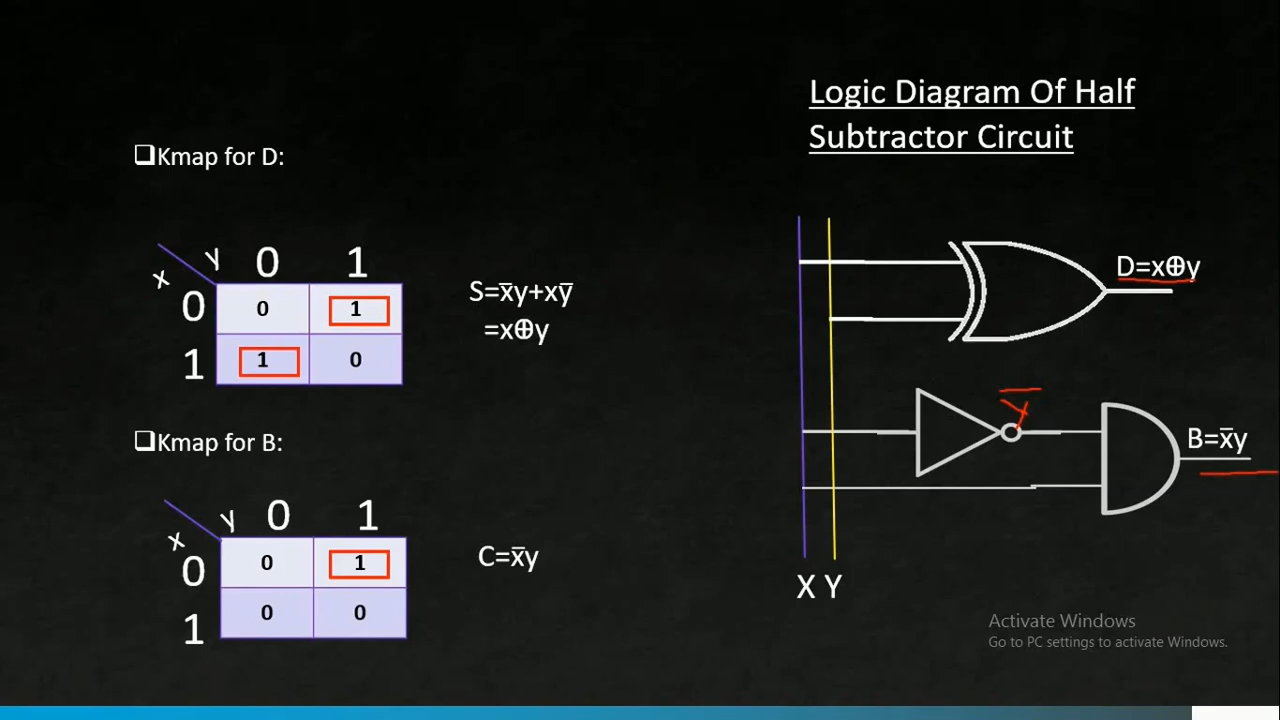 Logic Diagram Of Half
Subtractor Circuit
❑Kmap for D:
y 0 1
x
0 0 1
1 1 0
S=x̅y+xy̅
=x⊕y
D=x⊕y
❑Kmap for B:
y 0 1
x
0 0 1
1 0 0
C=x̅y
y̅
B=x̅y
X Y
Activate Windows
Go to PC settings to activate Windows.